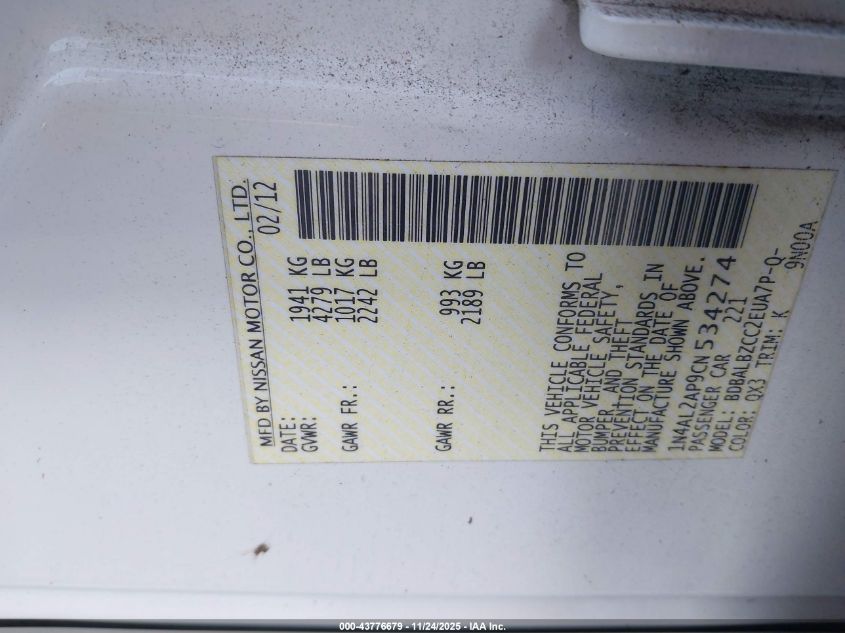 MFD BY NISSAN MOTOR CO., LTD.
DATE: 02/12
GVWR: 1941 KG
4279 LB
GAWR FR.: 1017 KG
2242 LB
GAWR RR.: 993 KG
2189 LB
THIS VEHICLE CONFORMS TO
ALL APPLICABLE FEDERAL
MOTOR VEHICLE SAFETY,
BUMPER, AND THEFT
PREVENTION STANDARDS IN
EFFECT ON THE DATE OF
MANUFACTURE SHOWN ABOVE.
1N4AL2AP9CN534274
PASSENGER CAR 221
MODEL: BDBALBZCC2EUA7P-Q-
COLOR: QX3 TRIM: K 9N00A
000-43776679 - 11/24/2025 - IAA Inc.